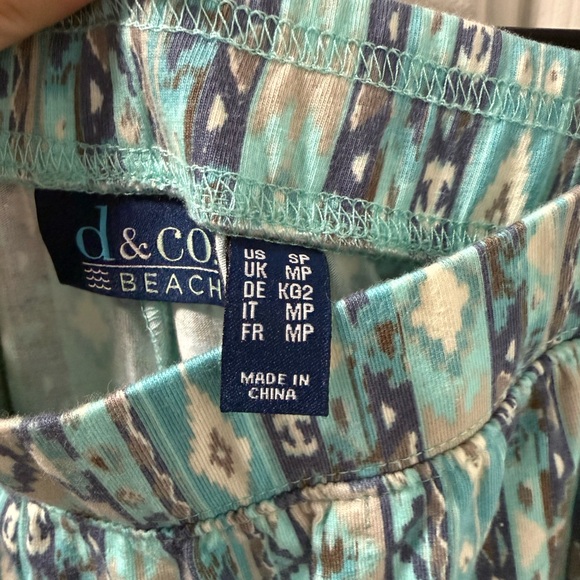 d&co.
BEACH
US SP
UK MP
DE KG2
IT MP
FR MP
MADE IN
CHINA